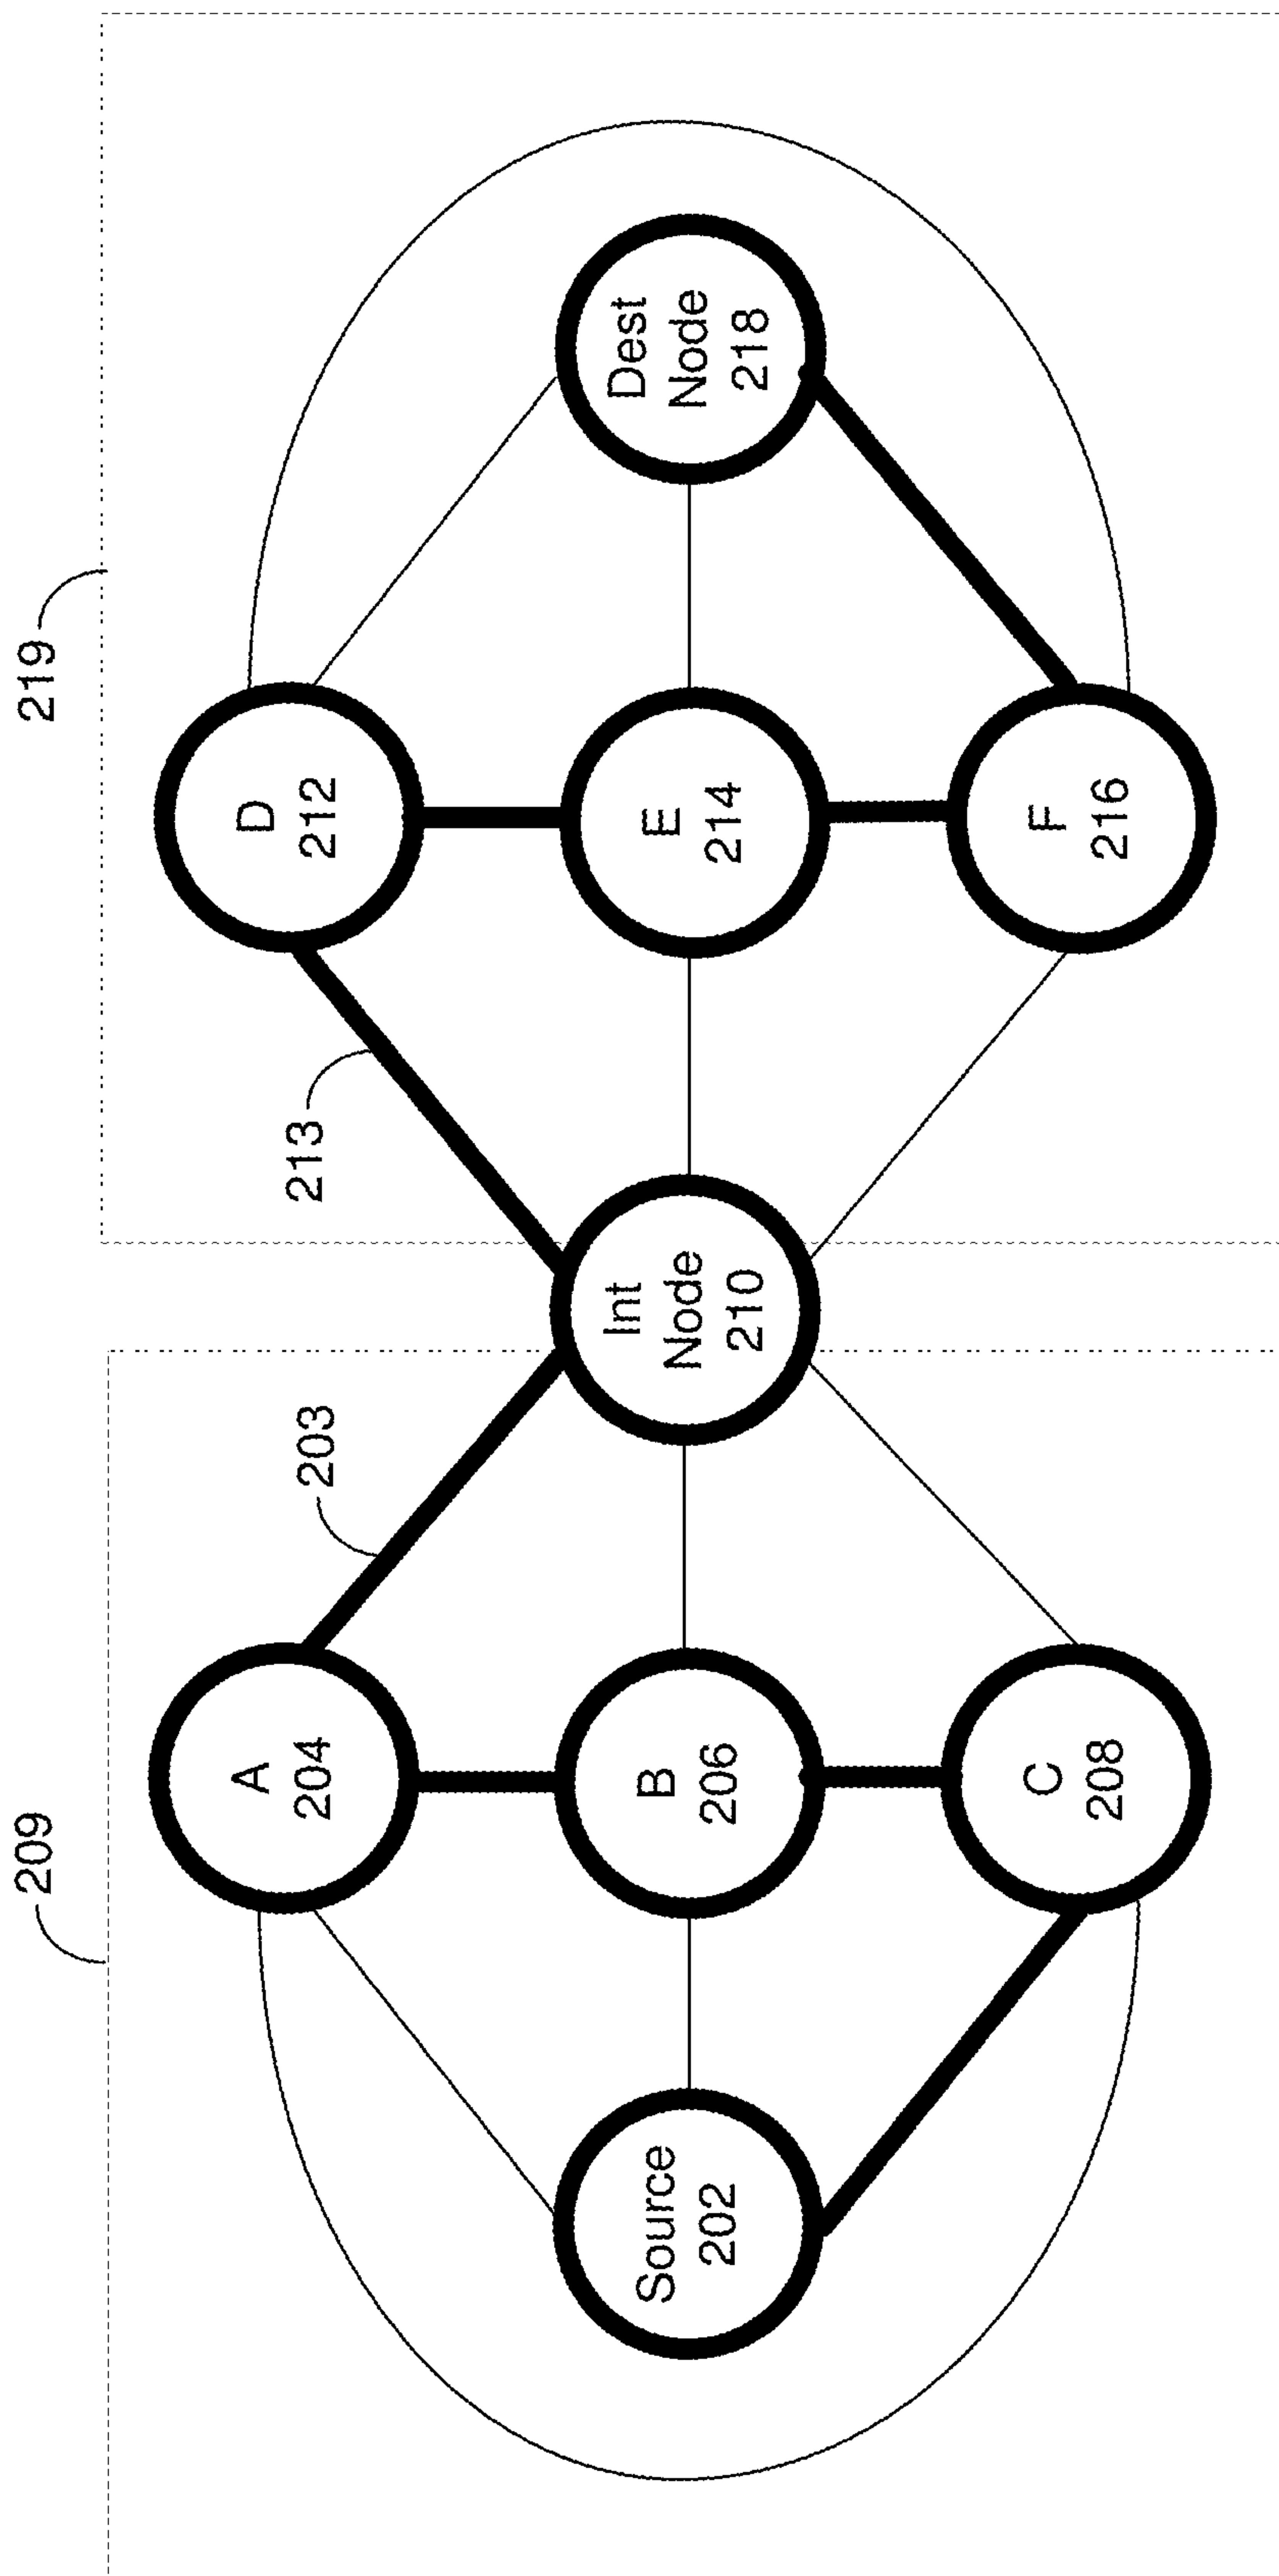 209
219
A
204
203
213
D
212
Source
202
B
206
Int
Node
210
E
214
Dest
Node
218
C
208
F
216